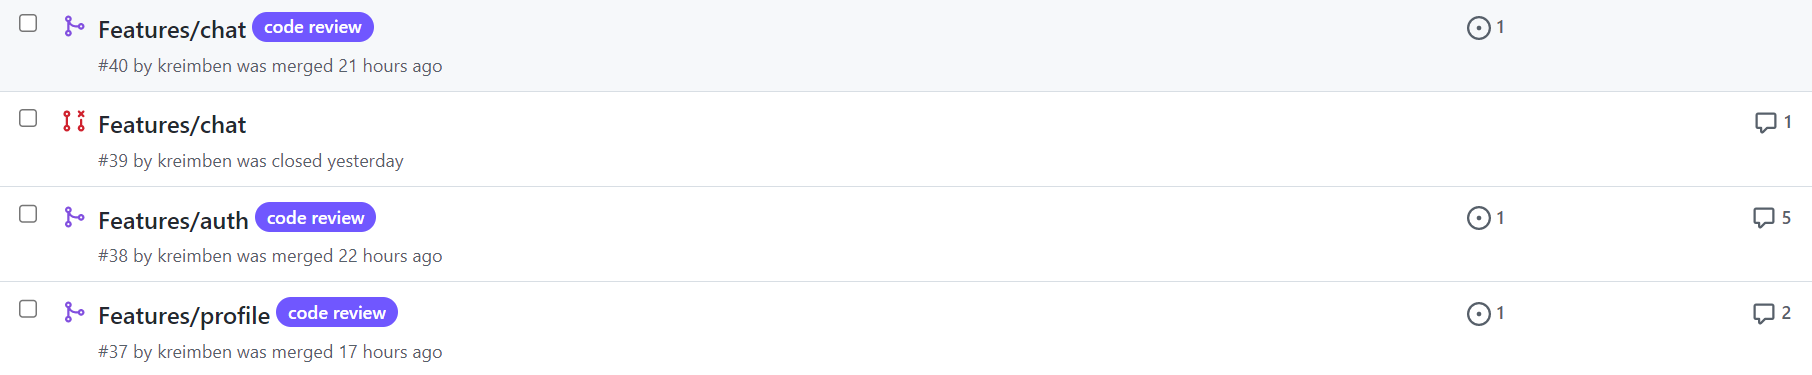 Features/chat code review 1
#40 by kreimben was merged 21 hours ago
Features/chat 1
#39 by kreimben was closed yesterday
Features/auth code review 1 5
#38 by kreimben was merged 22 hours ago
Features/profile code review 1 2
#37 by kreimben was merged 17 hours ago